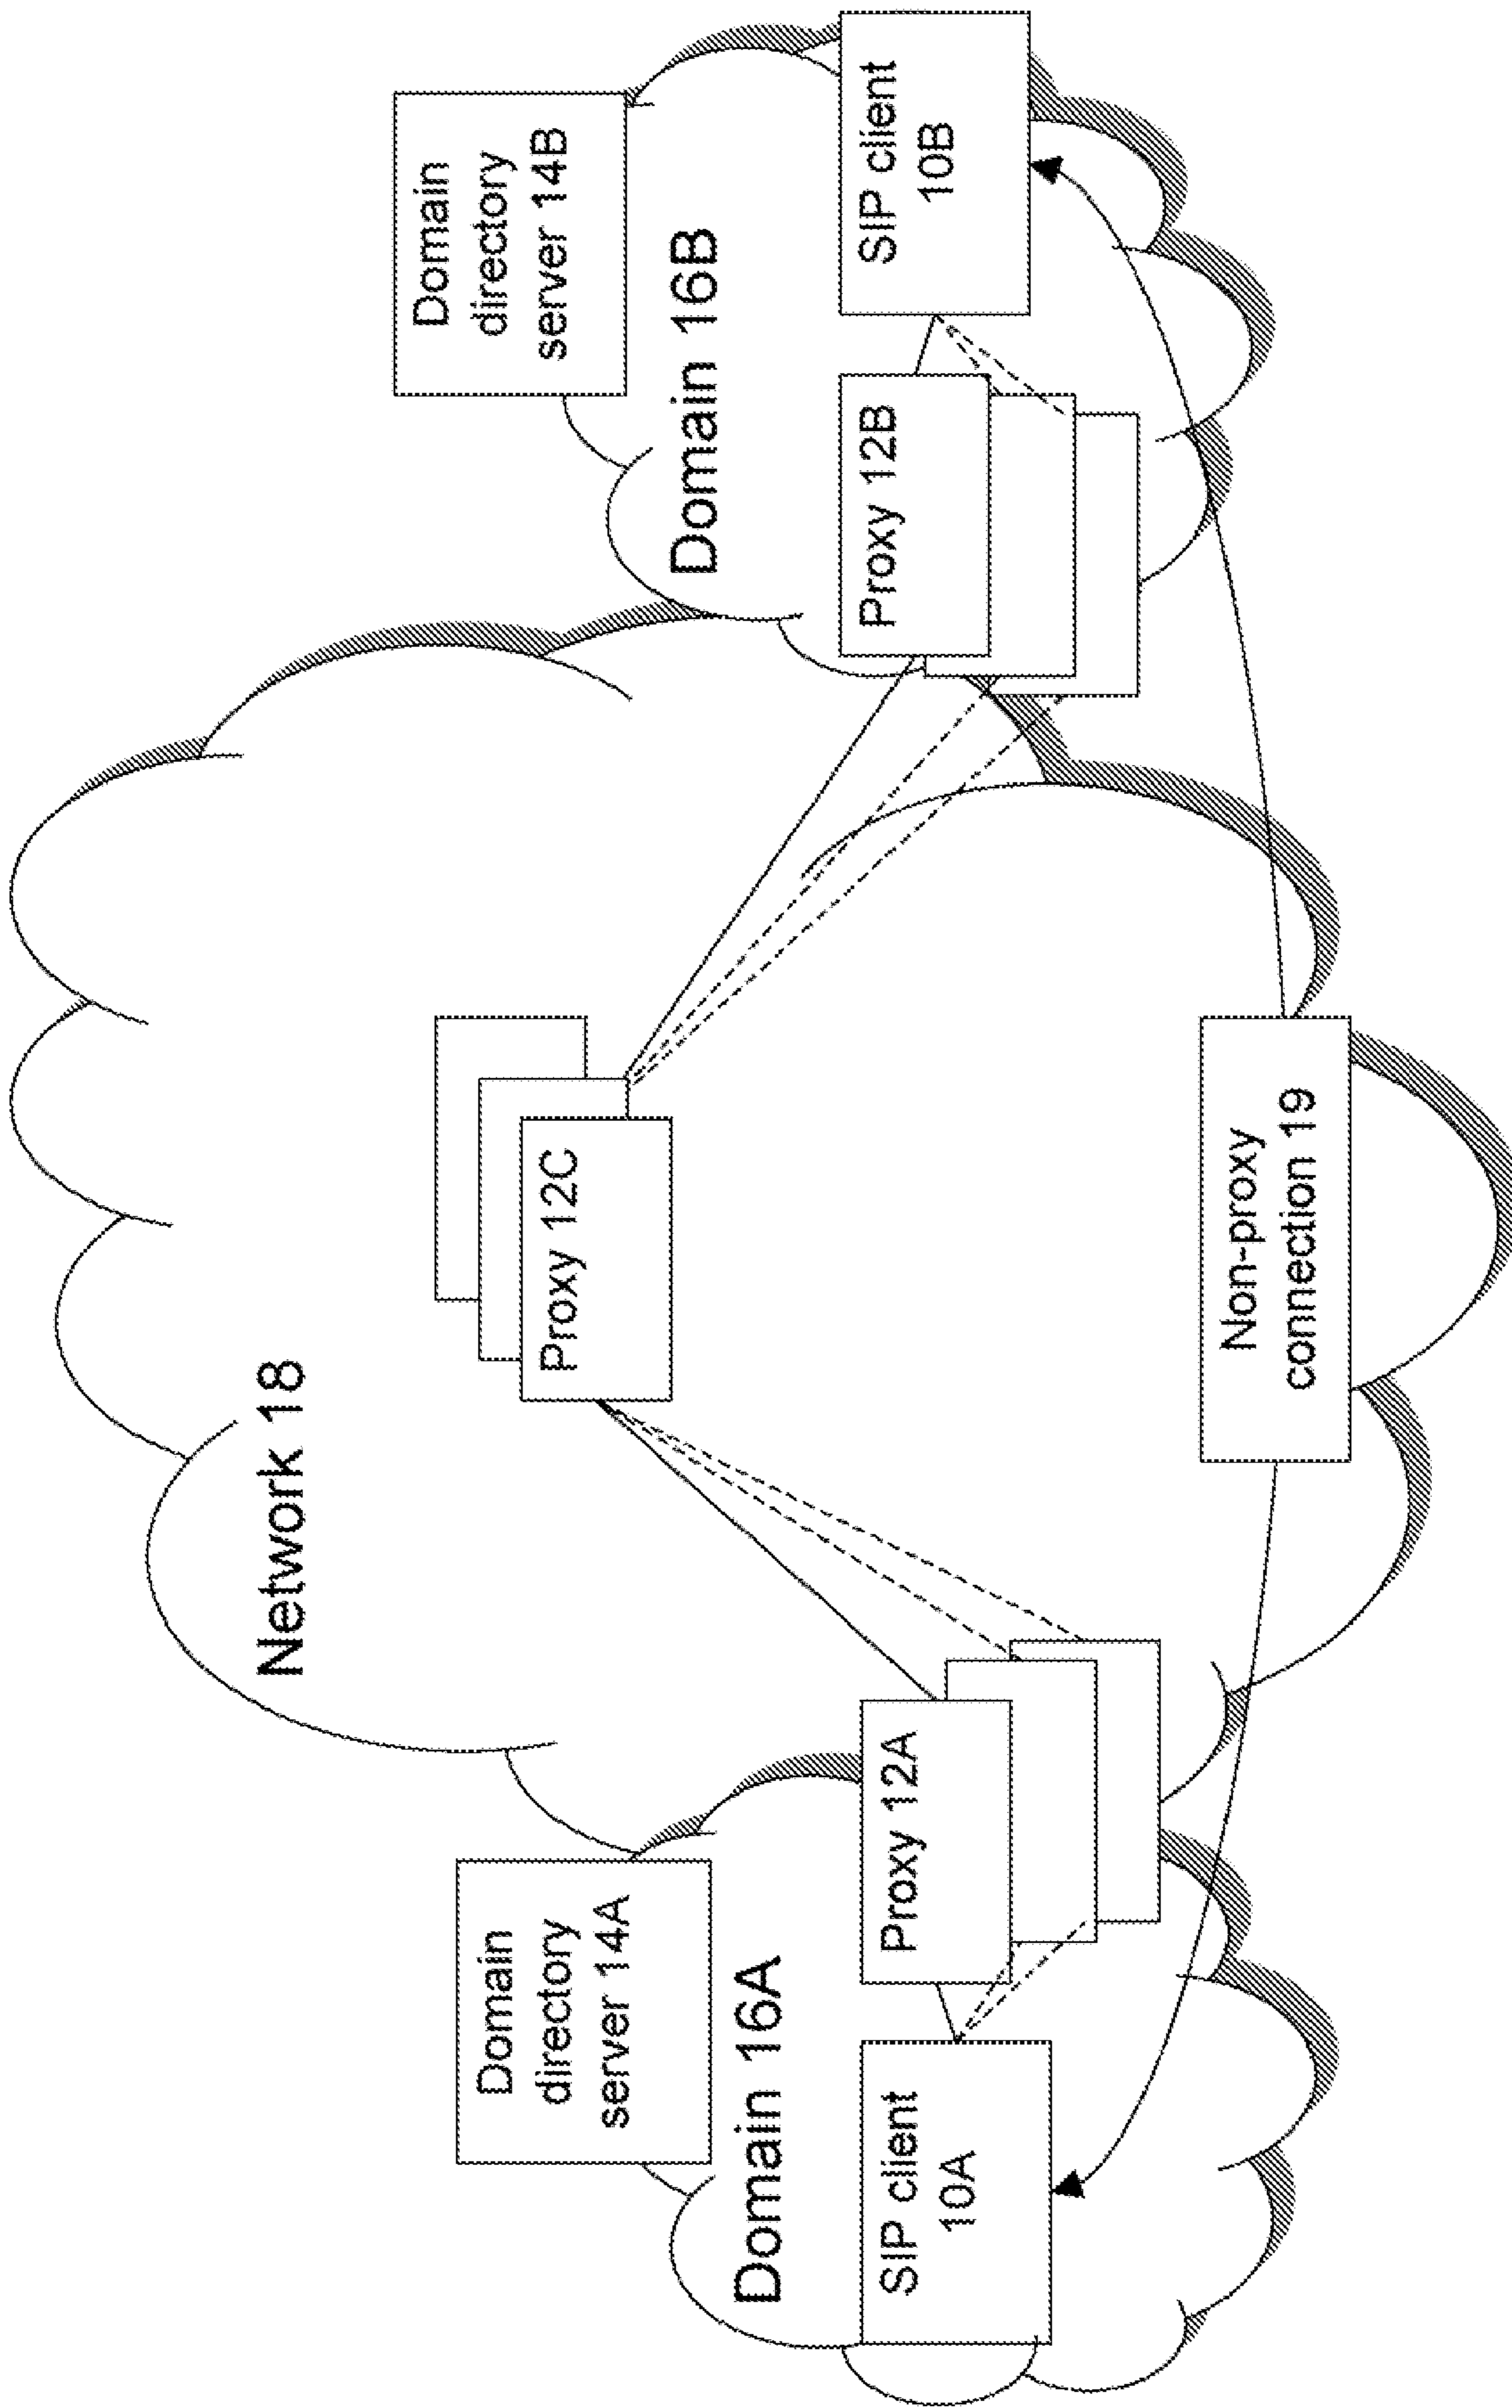 Network 18
Domain
directory
server 14A
Domain 16A
SIP client
10A
Proxy 12A
Proxy 12C
Non-proxy
connection 19
Domain
directory
server 14B
Domain 16B
Proxy 12B
SIP client
10B